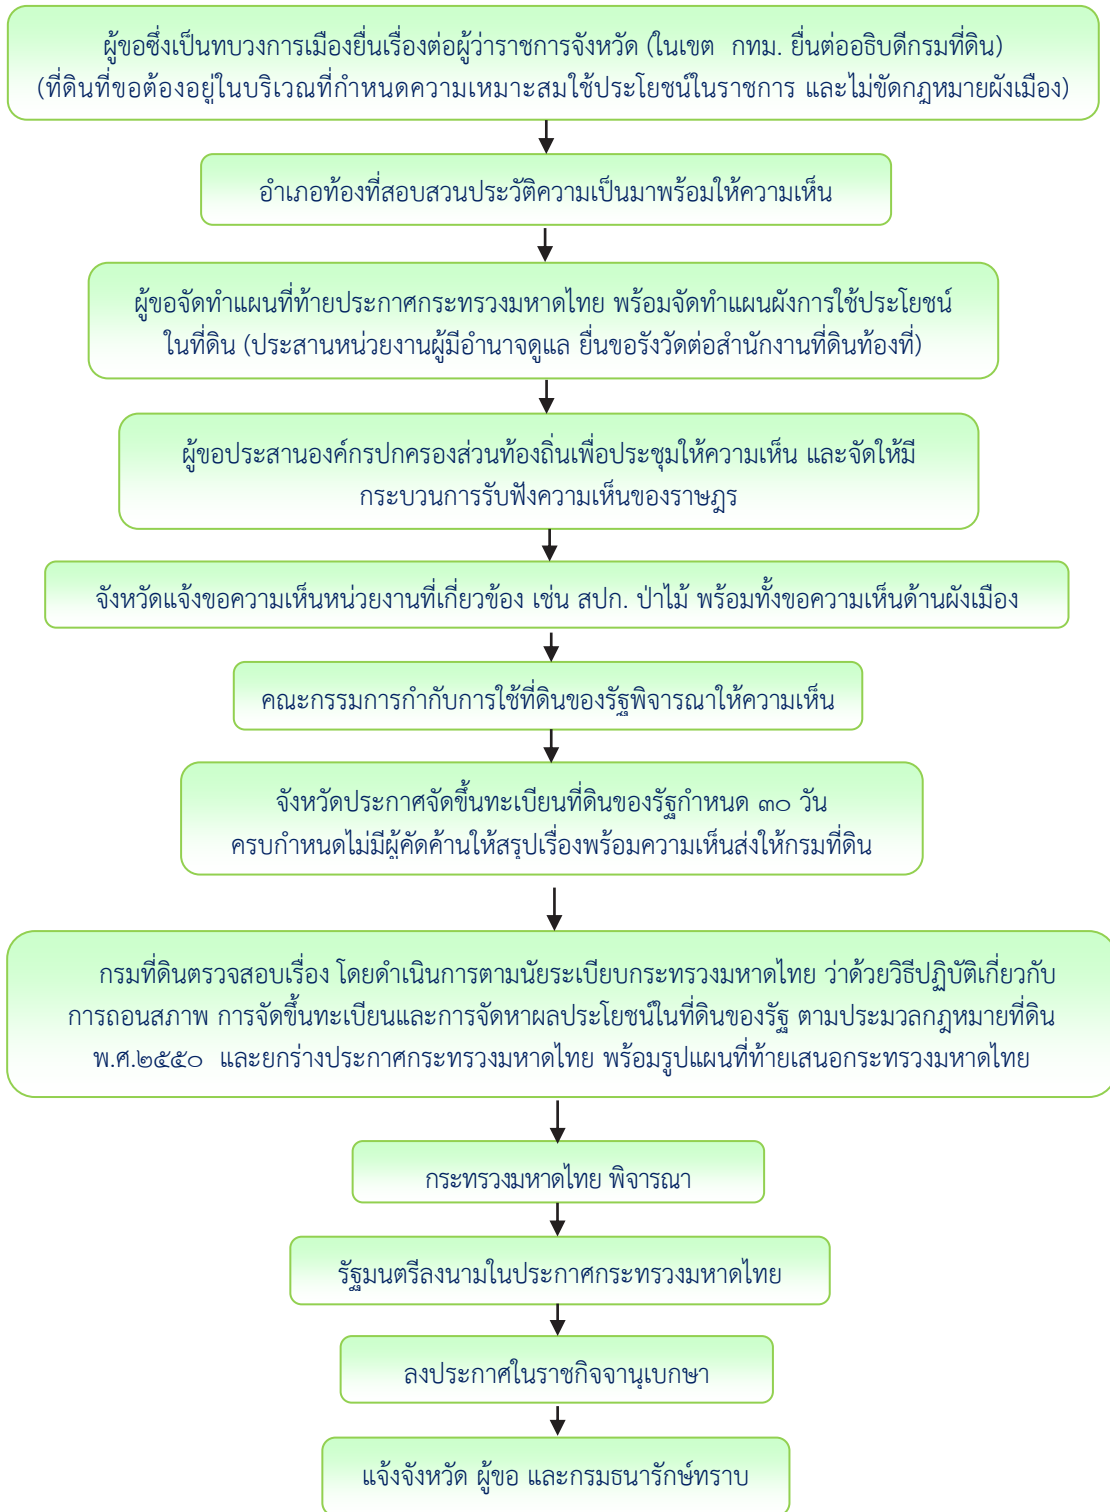 ผู้ขอซึ่งเป็นทบวงการเมืองยื่นเรื่องต่อผู้ว่าราชการจังหวัด (ในเขต กทม. ยื่นต่ออธิบดีกรมที่ดิน)
(ที่ดินที่ขอต้องอยู่ในบริเวณที่กำหนดความเหมาะสมใช้ประโยชน์ในราชการ และไม่ขัดกฎหมายผังเมือง)
อำเภอท้องที่สอบสวนประวัติความเป็นมาพร้อมให้ความเห็น
ผู้ขอจัดทำแผนที่ท้ายประกาศกระทรวงมหาดไทย พร้อมจัดทำแผนผังการใช้ประโยชน์
ในที่ดิน (ประสานหน่วยงานผู้มีอำนาจดูแล ยื่นขอรังวัดต่อสำนักงานที่ดินท้องที่)
ผู้ขอประสานองค์กรปกครองส่วนท้องถิ่นเพื่อประชุมให้ความเห็น และจัดให้มี
กระบวนการรับฟังความเห็นของราษฎร
จังหวัดแจ้งขอความเห็นหน่วยงานที่เกี่ยวข้อง เช่น สปก. ป่าไม้ พร้อมทั้งขอความเห็นด้านผังเมือง
คณะกรรมการกำกับการใช้ที่ดินของรัฐพิจารณาให้ความเห็น
จังหวัดประกาศจัดขึ้นทะเบียนที่ดินของรัฐกำหนด ๓๐ วัน
ครบกำหนดไม่มีผู้คัดค้านให้สรุปเรื่องพร้อมความเห็นส่งให้กรมที่ดิน
กรมที่ดินตรวจสอบเรื่อง โดยดำเนินการตามนัยระเบียบกระทรวงมหาดไทย ว่าด้วยวิธีปฏิบัติเกี่ยวกับ
การถอนสภาพ การจัดขึ้นทะเบียนและการจัดหาผลประโยชน์ในที่ดินของรัฐ ตามประมวลกฎหมายที่ดิน
พ.ศ.๒๕๕๐ และยกร่างประกาศกระทรวงมหาดไทย พร้อมรูปแผนที่ท้ายเสนอกระทรวงมหาดไทย
กระทรวงมหาดไทย พิจารณา
รัฐมนตรีลงนามในประกาศกระทรวงมหาดไทย
ลงประกาศในราชกิจจานุเบกษา
แจ้งจังหวัด ผู้ขอ และกรมธนารักษ์ทราบ